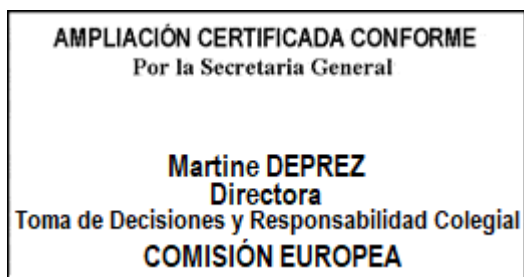 AMPLIACIÓN CERTIFICADA CONFORME
Por la Secretaria General
Martine DEPREZ
Directora
Toma de Decisiones y Responsabilidad Colegial
COMISIÓN EUROPEA